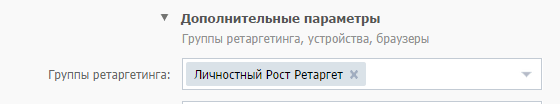 Дополнительные параметры
Группы ретаргетинга, устройства, браузеры
Группы ретаргетинга: Личностный Рост Ретаргет ×